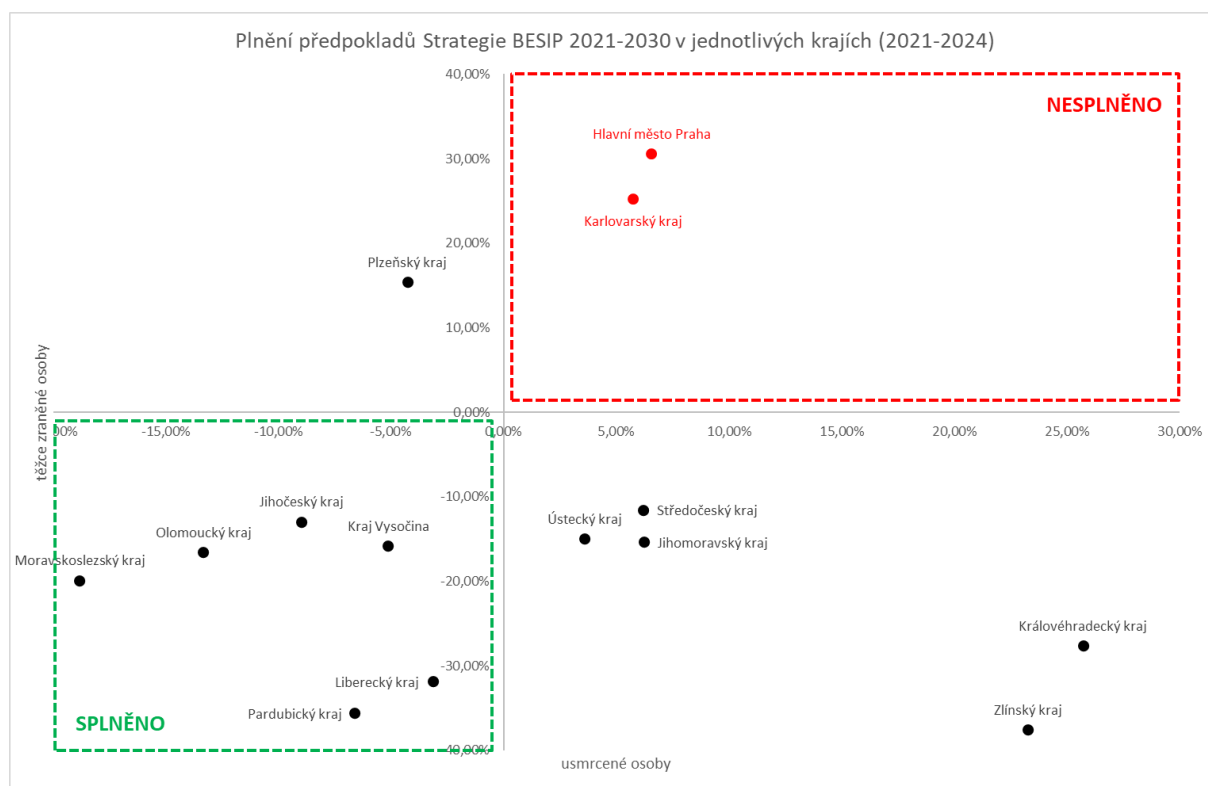 Plnění předpokladů Strategie BESIP 2021-2030 v jednotlivých krajích (2021-2024)
40,00%
NESPLNĚNO
Hlavní město Praha
30,00%
Karlovarský kraj
20,00%
Plzeňský kraj
10,00%
těžce zraněné osoby
0,00%
00% -15,00% -10,00% -5,00% 0,00% 5,00% 10,00% 15,00% 20,00% 25,00% 30,00%
-10,00%
Jihočeský kraj
Středočeský kraj
Olomoucký kraj
Kraj Vysočina
Ústecký kraj
Jihomoravský kraj
Moravskoslezský kraj
-20,00%
Královéhradecký kraj
-30,00%
Liberecký kraj
Pardubický kraj
Zlínský kraj
SPLNĚNO
40,00%
usmrcené osoby